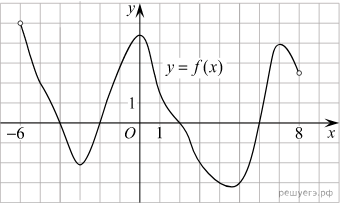 y
y = f(x)
1
−6 O 1 8 x
решуегэ.рф